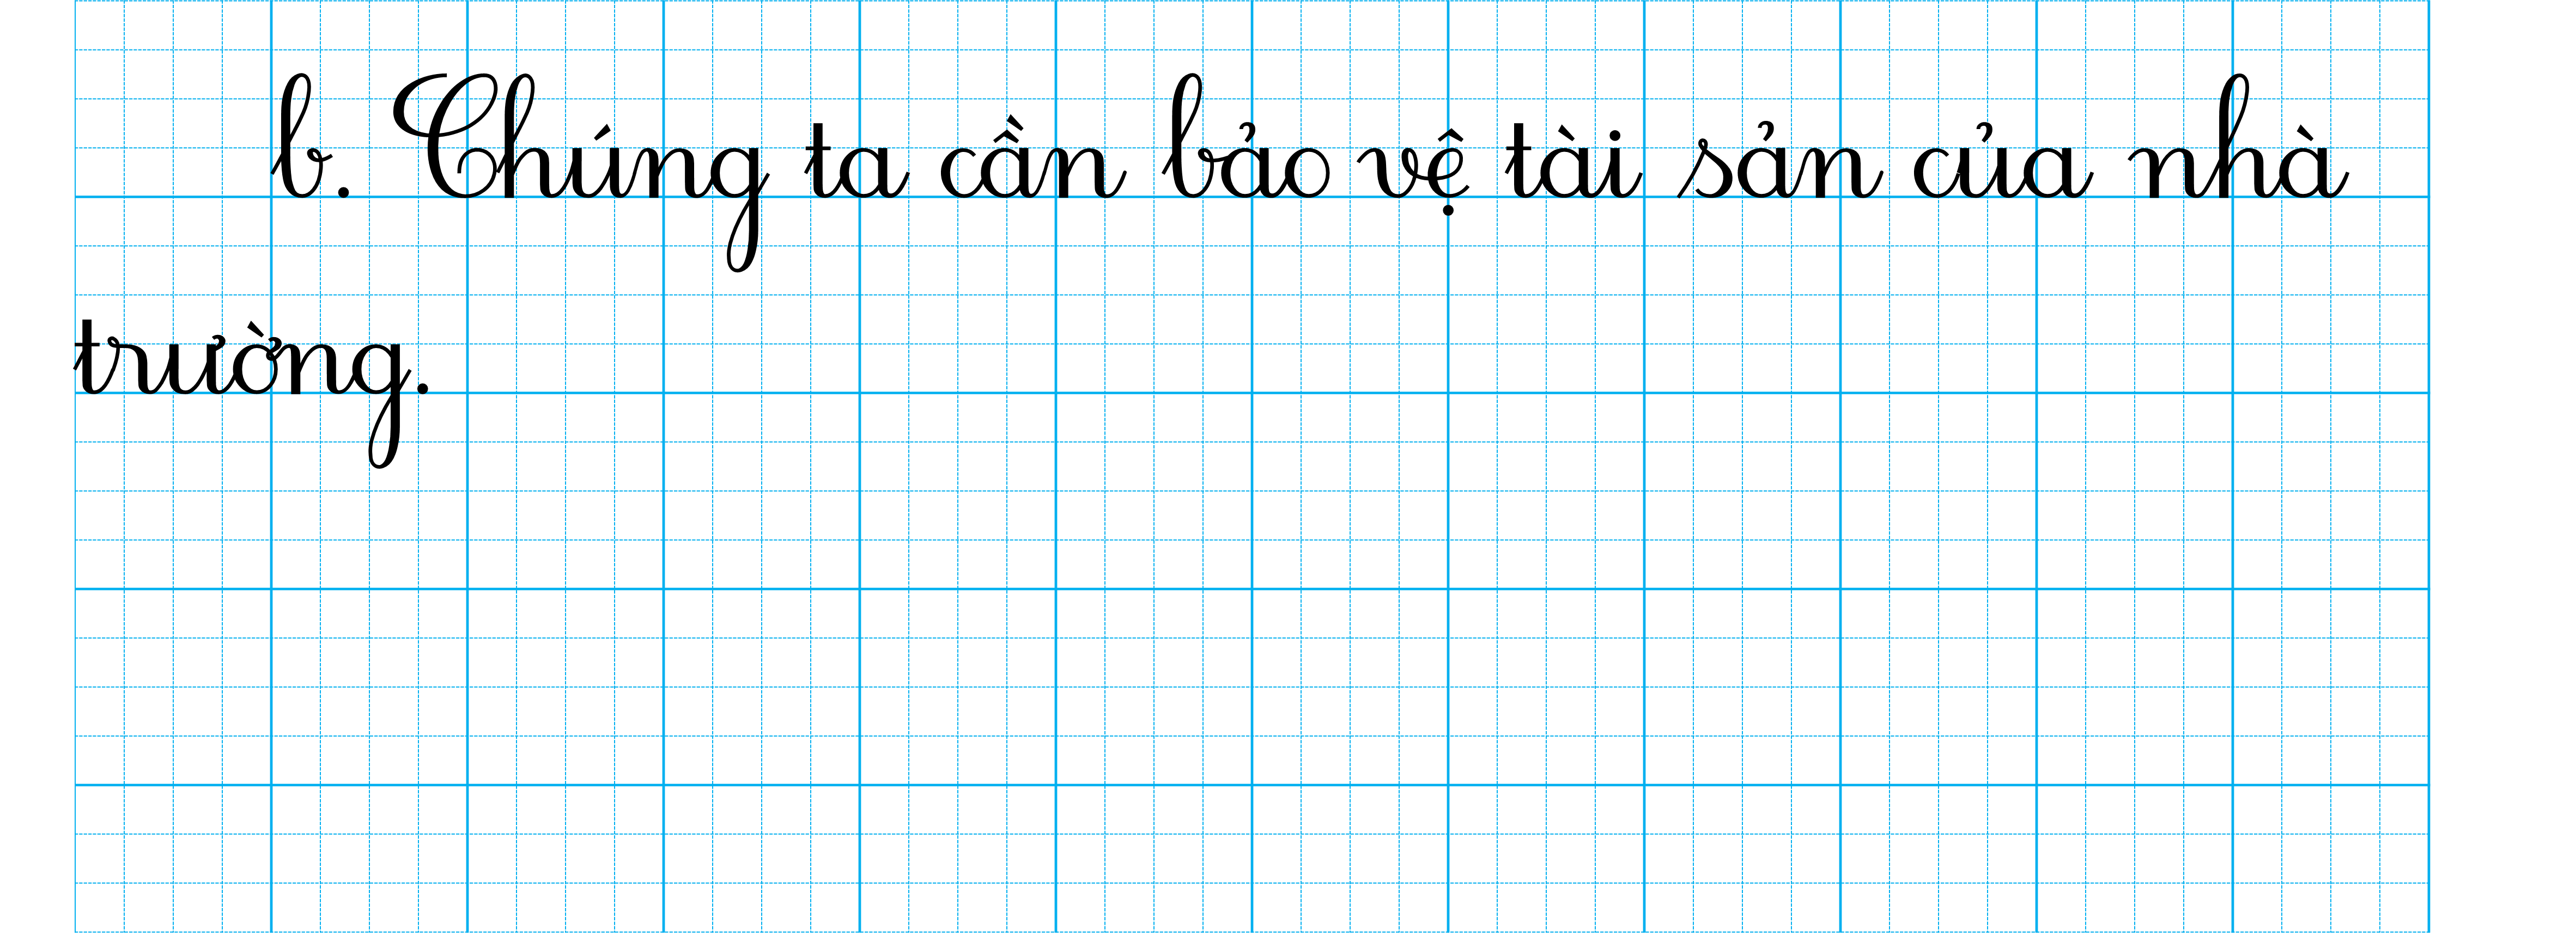 b. Chúng ta cần bảo vệ tài sản của nhà
trường.